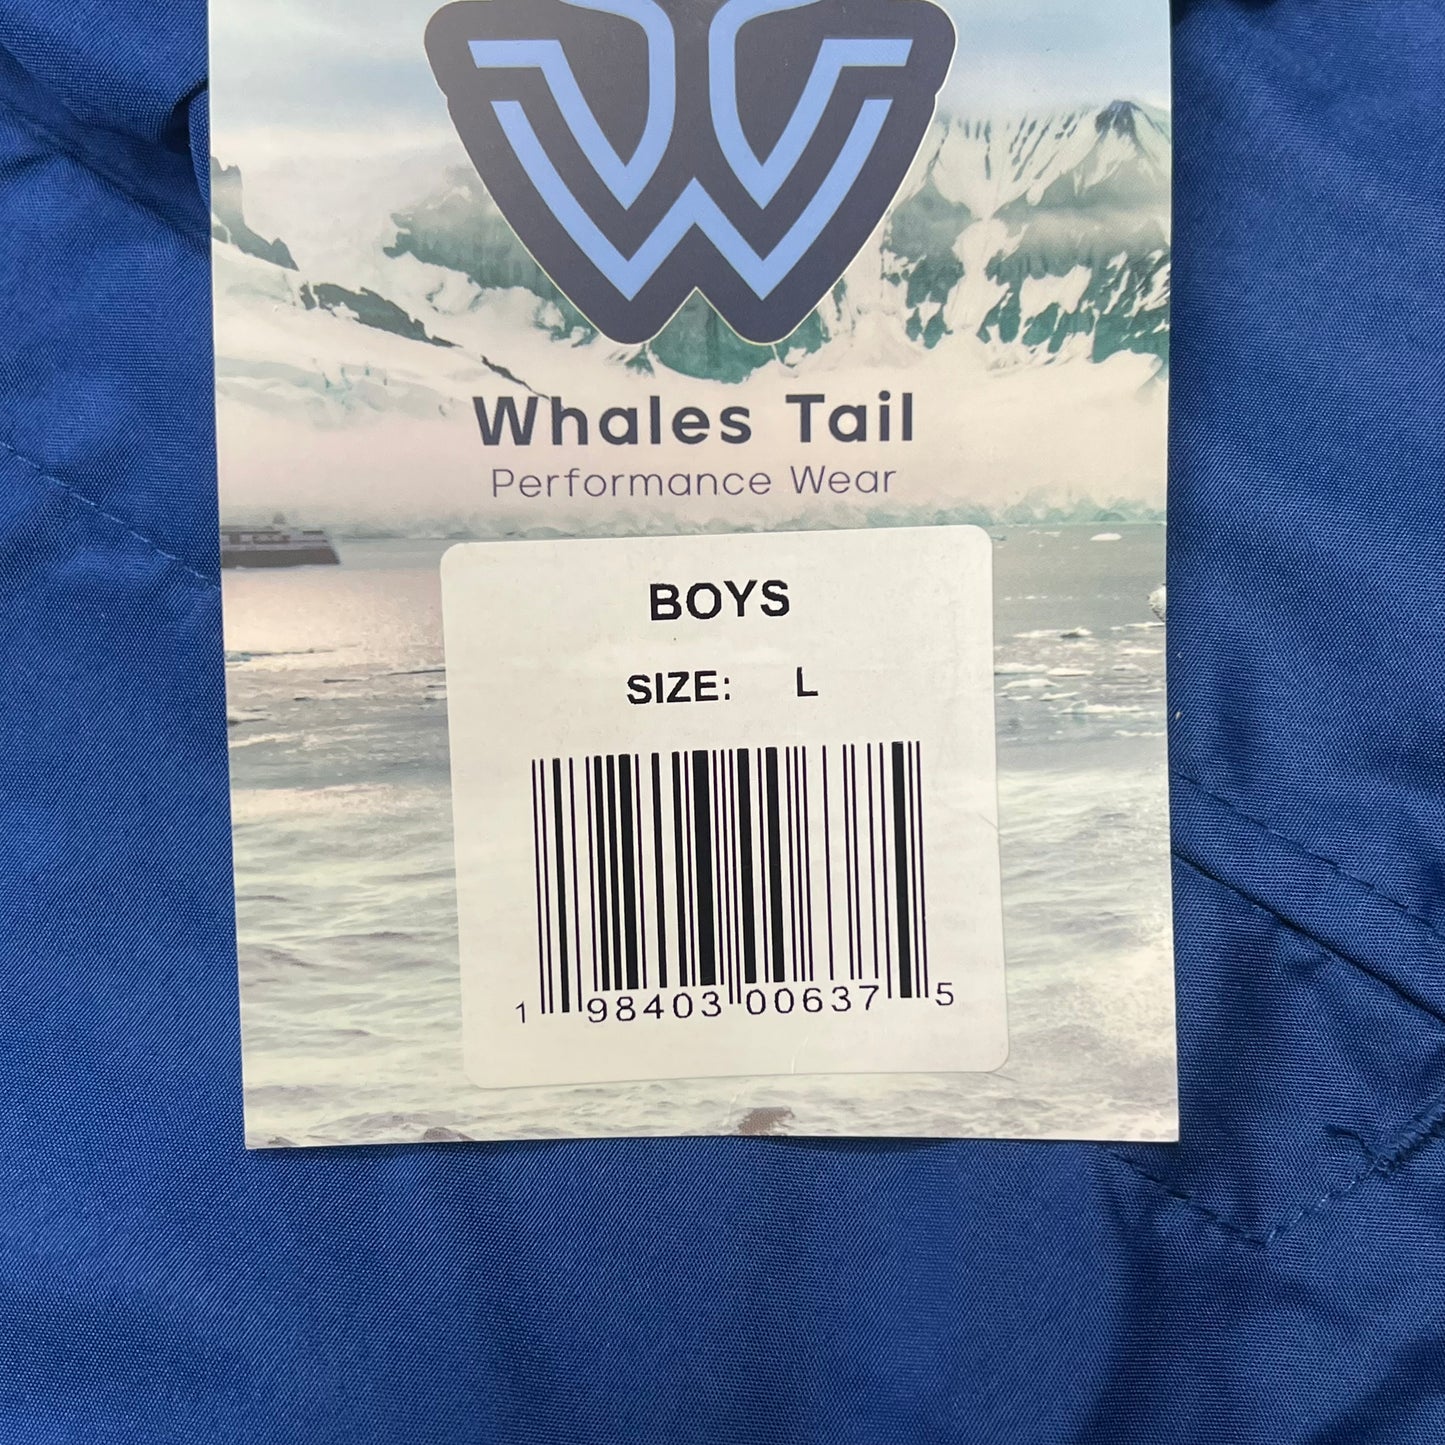 Whales Tail
Performance Wear
BOYS
SIZE: L
1 98403 00637 5